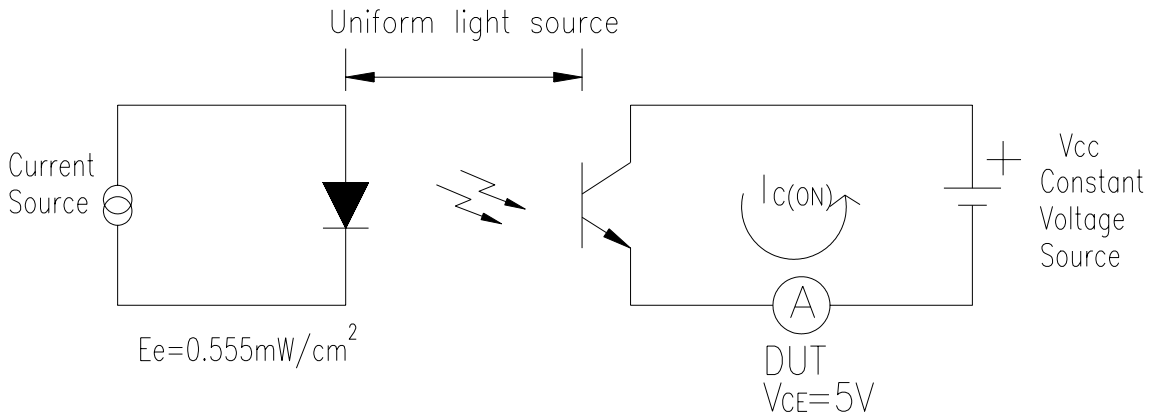 Uniform light source
Current
Source
Ee=0.555mW/cm²
IC(ON)
A
DUT
VCE=5V
+
Vcc
Constant
Voltage
Source